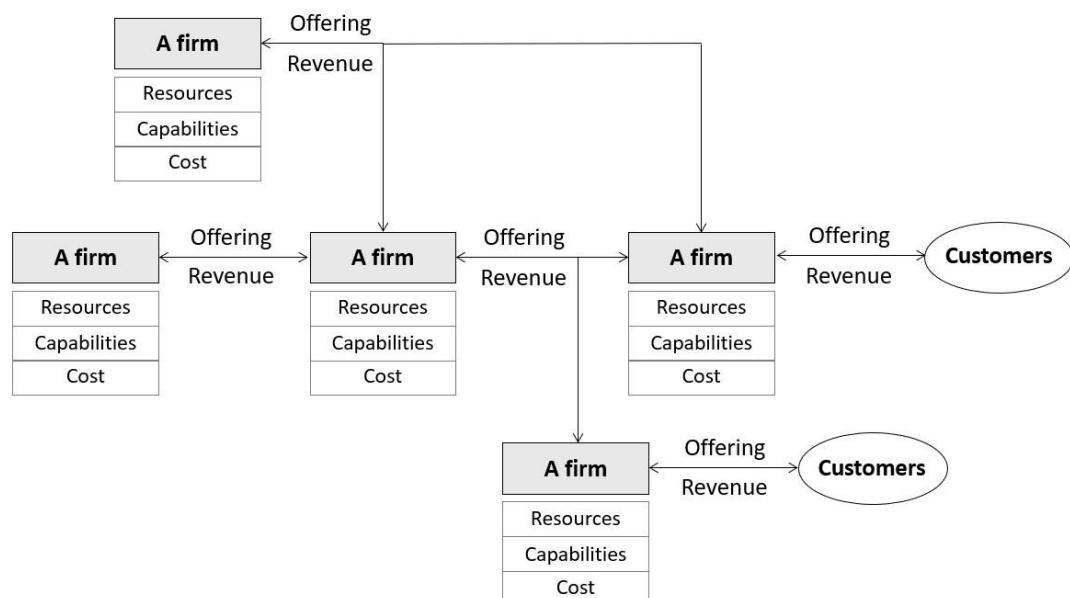 Offering
A firm
Revenue
Resources
Capabilities
Cost
A firm
Offering
Revenue
A firm
Offering
Revenue
A firm
Offering
Revenue
Customers
Resources
Capabilities
Cost
Resources
Capabilities
Cost
Resources
Capabilities
Cost
A firm
Offering
Revenue
Customers
Resources
Capabilities
Cost